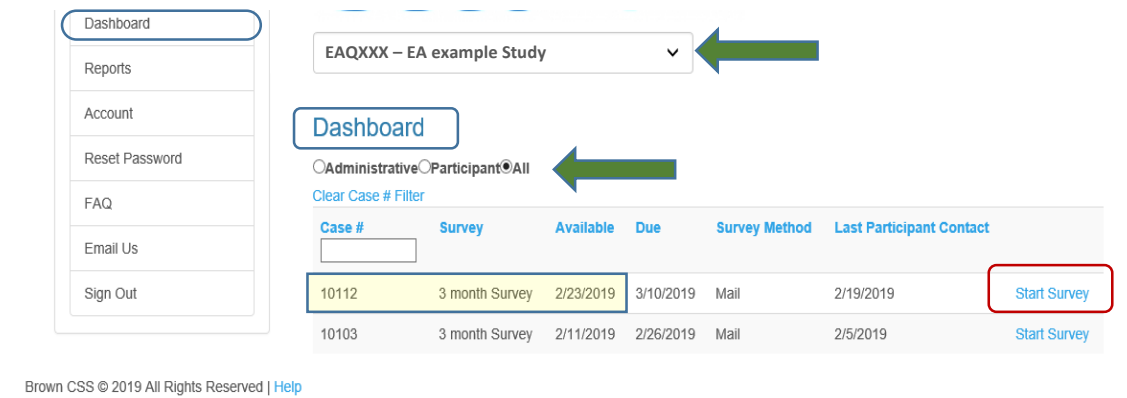 Dashboard
Reports
Account
Reset Password
FAQ
Email Us
Sign Out
EAQXXX – EA example Study
Dashboard
Administrative Participant All
Clear Case # Filter
Case # Survey Available Due Survey Method Last Participant Contact
10112 3 month Survey 2/23/2019 3/10/2019 Mail 2/19/2019 Start Survey
10103 3 month Survey 2/11/2019 2/26/2019 Mail 2/5/2019 Start Survey
Brown CSS © 2019 All Rights Reserved | Help